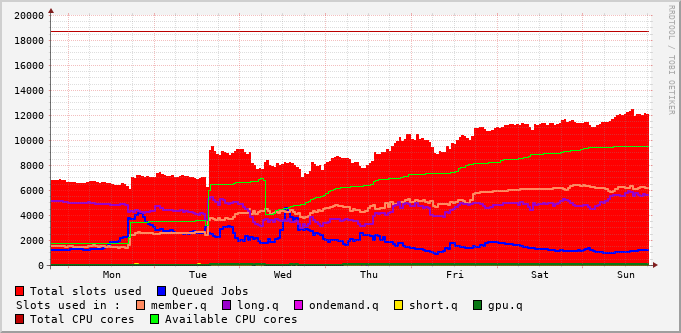 RRDTOOL / TOBI OETIKER
20000
18000
16000
14000
12000
10000
8000
6000
4000
2000
0
Mon Tue Wed Thu Fri Sat Sun
Total slots used Queued Jobs
Slots used in : member.q long.q ondemand.q short.q gpu.q
Total CPU cores Available CPU cores